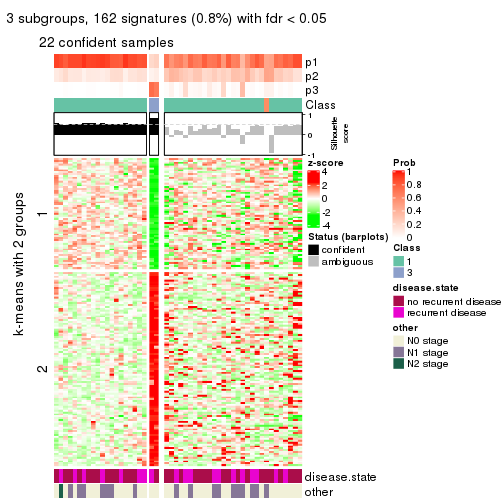 3 subgroups, 162 signatures (0.8%) with fdr < 0.05
22 confident samples
p1
p2
p3
Class
1
0
-1
Silhouette
score
k-means with 2 groups
1
2
z-score
4
2
0
-2
-4
Status (barplots)
confident
ambiguous
Prob
1
0.8
0.6
0.4
0.2
0
Class
1
3
disease.state
no recurrent disease
recurrent disease
other
N0 stage
N1 stage
N2 stage
disease.state
other